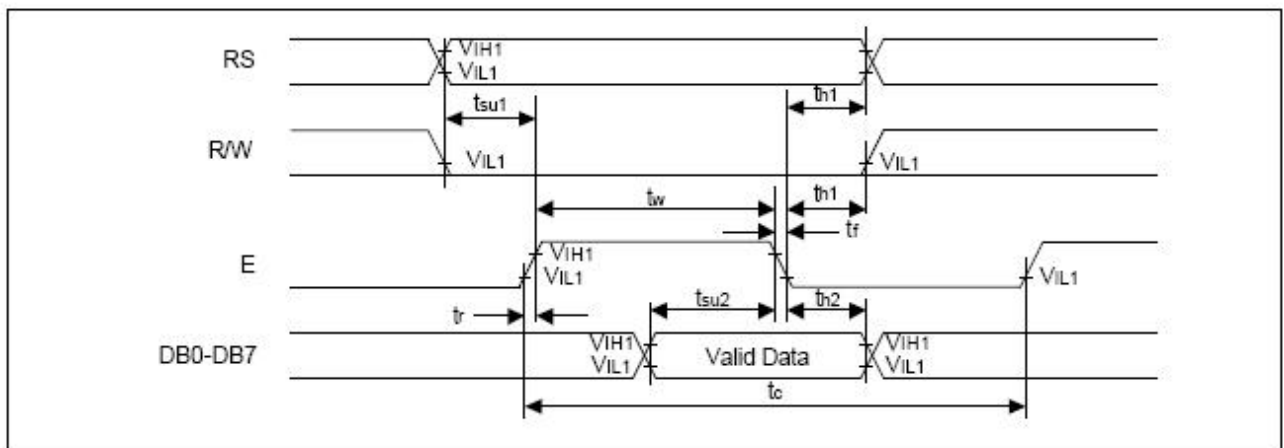 RS
VIH1
VIL1
tsu1
th1
R/W
VIL1
VIL1
tw
th1
tf
E
VIH1
VIL1
VIL1
tsu2
th2
tr
DB0-DB7
VIH1
VIL1
Valid Data
VIH1
VIL1
tc